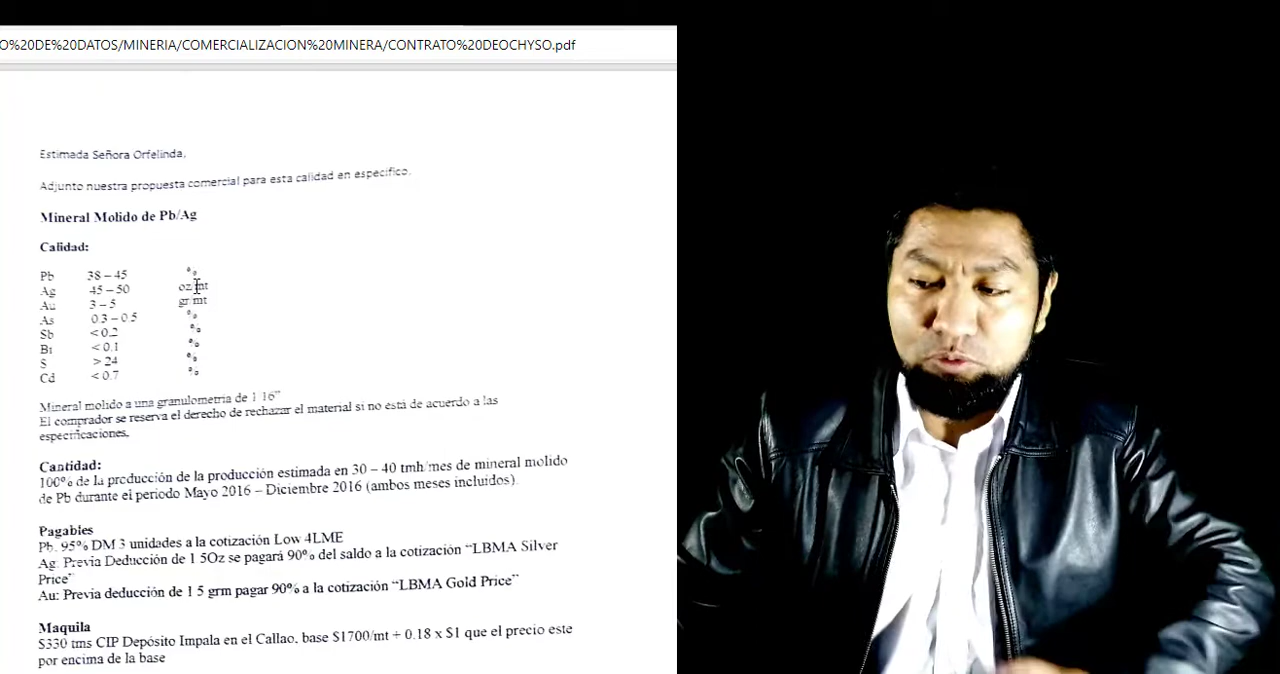 O%20DE%20DATOS/MINERIA/COMERCIALIZACION%20MINERA/CONTRATO%20DEOCHYSO.pdf
Estimada Señora Orfelinda,
Adjunto nuestra propuesta comercial para esta calidad en especifico.
Mineral Molido de Pb/Ag
Calidad:
Pb 38 – 45 %
Ag 45 – 50 oz mt
Au 3 – 5 gr mt
As 0.3 – 0.5 %
Sb < 0.2 %
Bi < 0.1 %
S > 24 %
Cd < 0.7 %
Mineral molido a una granulometria de 1 16”
El comprador se reserva el derecho de rechazar el material si no está de acuerdo a las
especificaciones.
Cantidad:
100% de la producción de la producción estimada en 30 – 40 tmh/mes de mineral molido
de Pb durante el periodo Mayo 2016 – Diciembre 2016 (ambos meses incluidos).
Pagables
Pb. 95% DM 3 unidades a la cotización Low 4LME
Ag: Previa Deducción de 1 5Oz se pagará 90% del saldo a la cotización “LBMA Silver
Price”
Au: Previa deducción de 1 5 grm pagar 90% a la cotización “LBMA Gold Price”
Maquila
$330 tms CIP Depósito Impala en el Callao. base $1700/mt + 0.18 x $1 que el precio este
por encima de la base